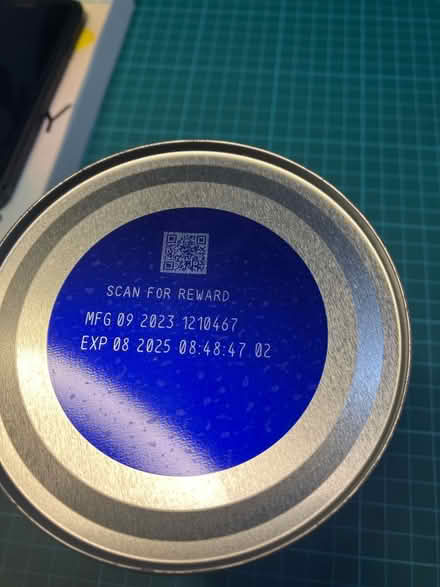 SCAN FOR REWARD
MFG 09 2023 1210467
EXP 08 2025 08:48:47 02